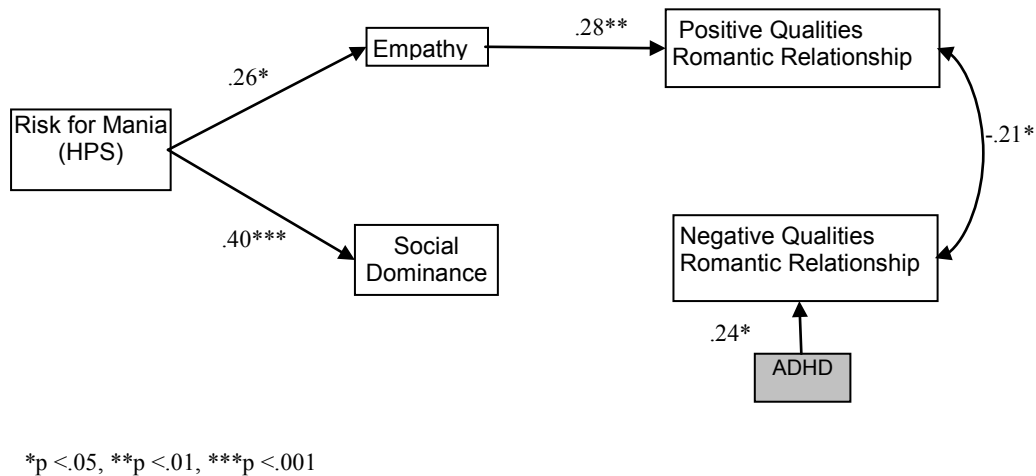 Positive Qualities
Romantic Relationship
.28**
Empathy
.26*
Risk for Mania
(HPS)
-.21*
.40***
Social
Dominance
Negative Qualities
Romantic Relationship
.24*
ADHD
*p <.05, **p <.01, ***p <.001